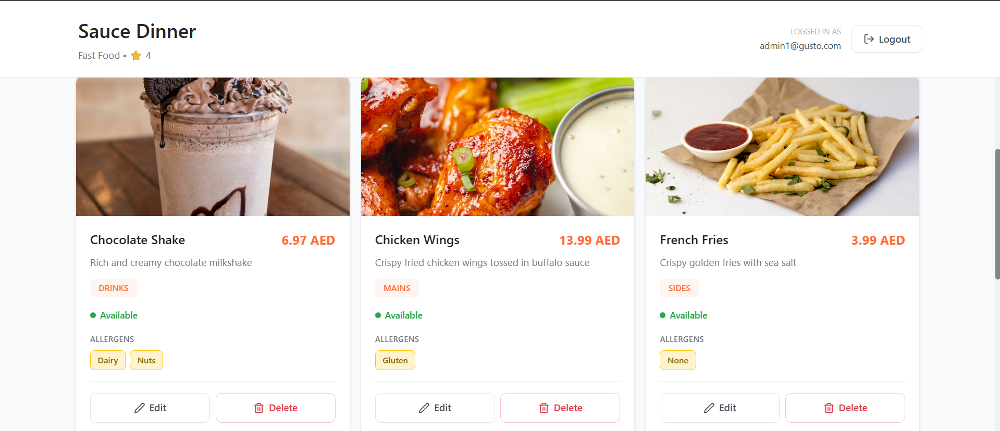 Sauce Dinner
Fast Food • ⭐ 4
LOGGED IN AS
admin1@gusto.com
Logout
Chocolate Shake
6.97 AED
Rich and creamy chocolate milkshake
DRINKS
Available
ALLERGENS
Dairy Nuts
Edit Delete
Chicken Wings
13.99 AED
Crispy fried chicken wings tossed in buffalo sauce
MAINS
Available
ALLERGENS
Gluten
Edit Delete
French Fries
3.99 AED
Crispy golden fries with sea salt
SIDES
Available
ALLERGENS
None
Edit Delete